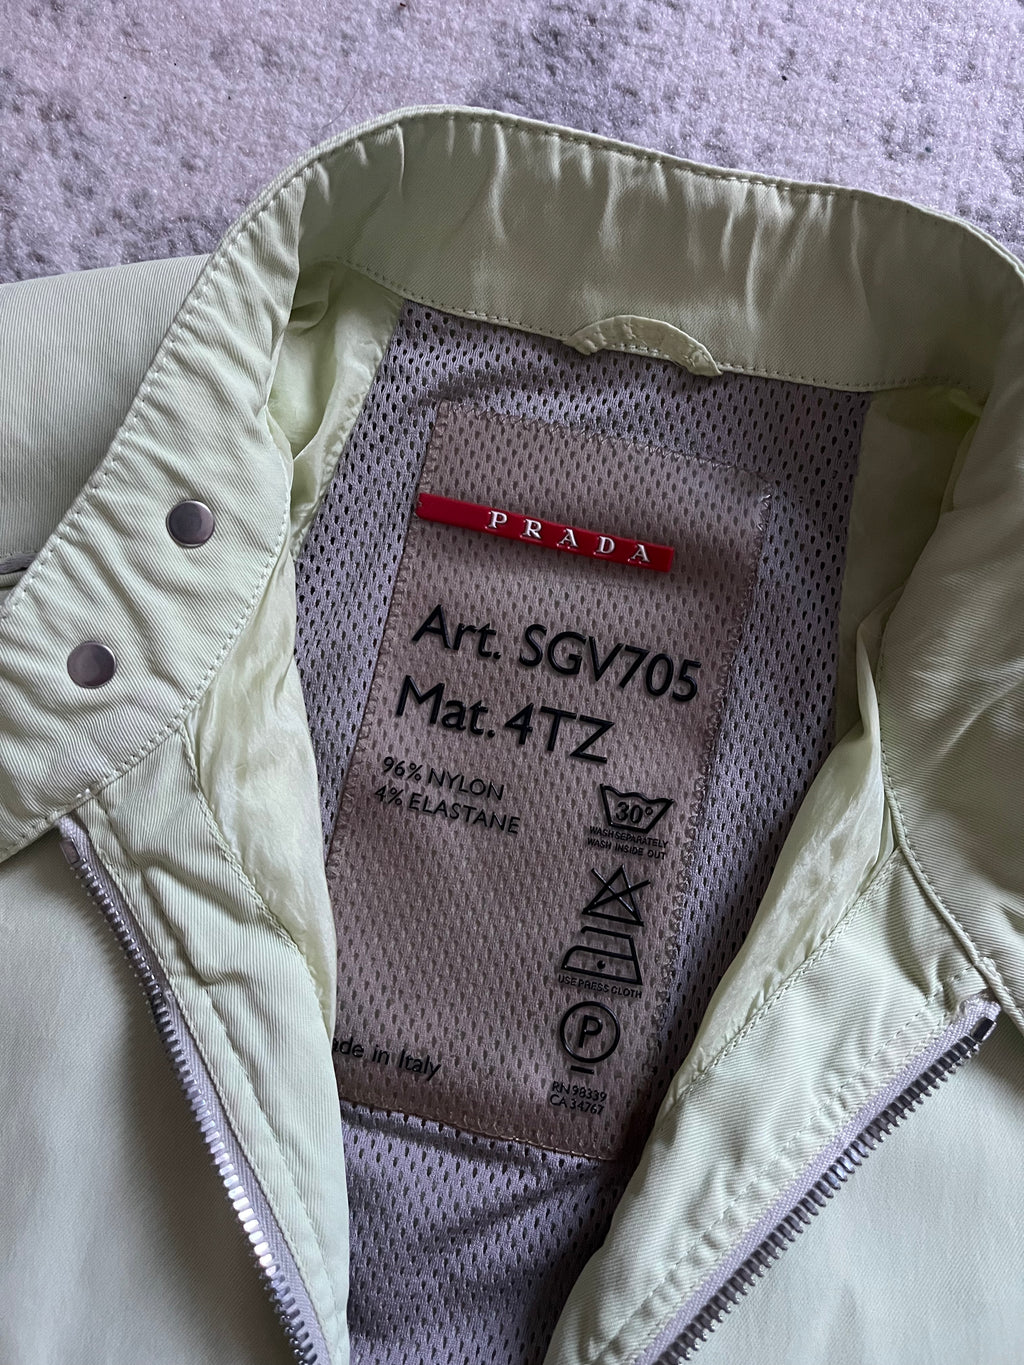 PRADA
Art. SGV705
Mat. 4TZ
96% NYLON
4% ELASTANE
30°
WASH SEPARATELY
WASH INSIDE OUT
USE PRESS CLOTH
P
ade in Italy
RN 98339
CA 34767